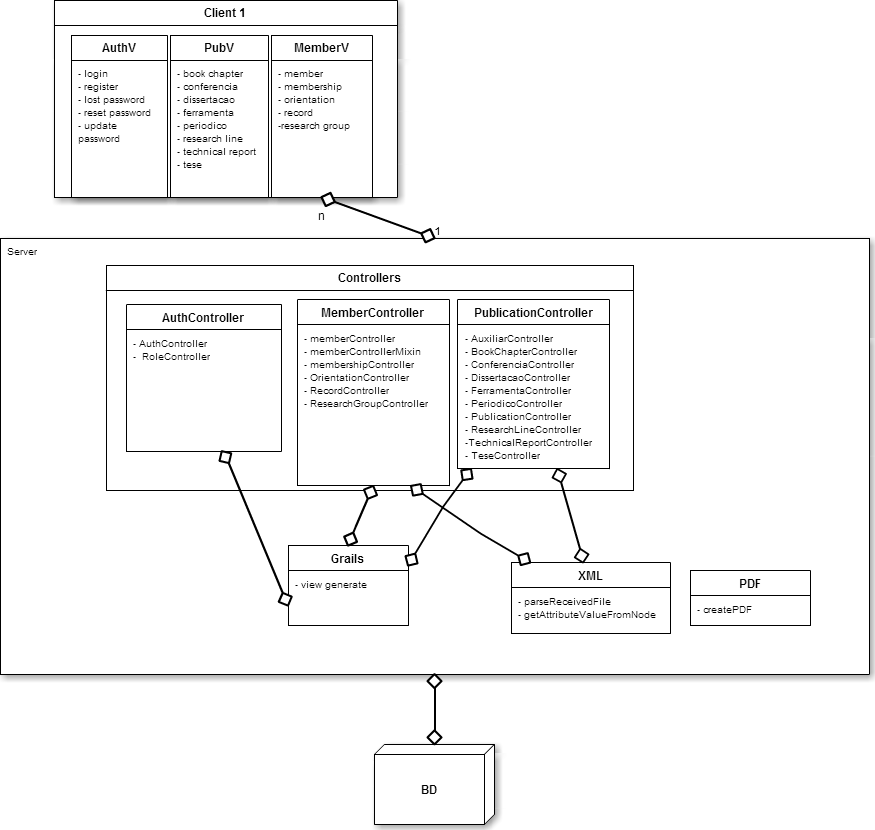 Client 1
AuthV
- login
- register
- lost password
- reset password
- update
password
PubV
- book chapter
- conferencia
- dissertacao
- ferramenta
- periodico
- research line
- technical report
- tese
MemberV
- member
- membership
- orientation
- record
-research group
n
1
Server
Controllers
AuthController
- AuthController
- RoleController
MemberController
- memberController
- memberControllerMixin
- membershipController
- OrientationController
- RecordController
- ResearchGroupController
PublicationController
- AuxiliarController
- BookChapterController
- ConferenciaController
- DissertacaoController
- FerramentaController
- PeriodicoController
- PublicationController
- ResearchLineController
-TechnicalReportController
- TeseController
Grails
- view generate
XML
- parseReceivedFile
- getAttributeValueFromNode
PDF
- createPDF
BD